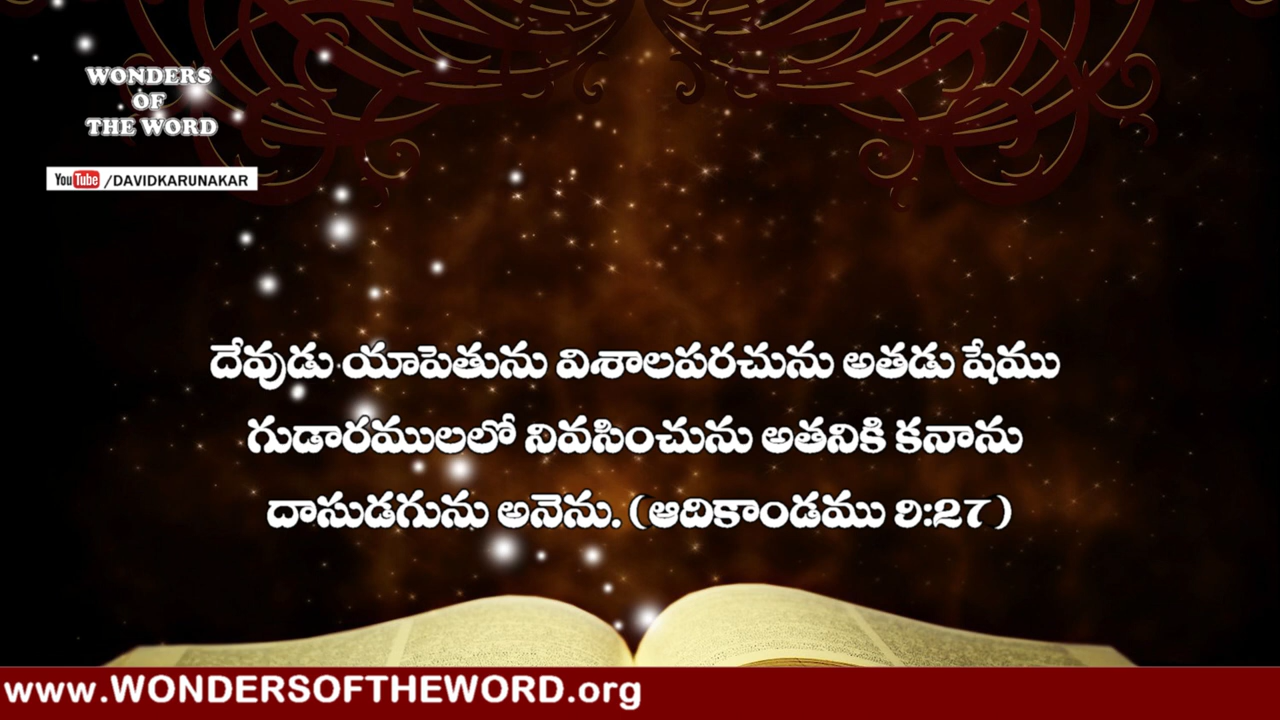 WONDERS
OF
THE WORD
YouTube /DAVIDKARUNAKAR
దేవుడు యాపెతును విశాలపరచును అతడు షేము
గుడారములలో నివసించును అతనికి కనాను
దాసుడగును అనెను. (ఆదికాండము 9:27)
www.WONDERSOFTHEWORD.org